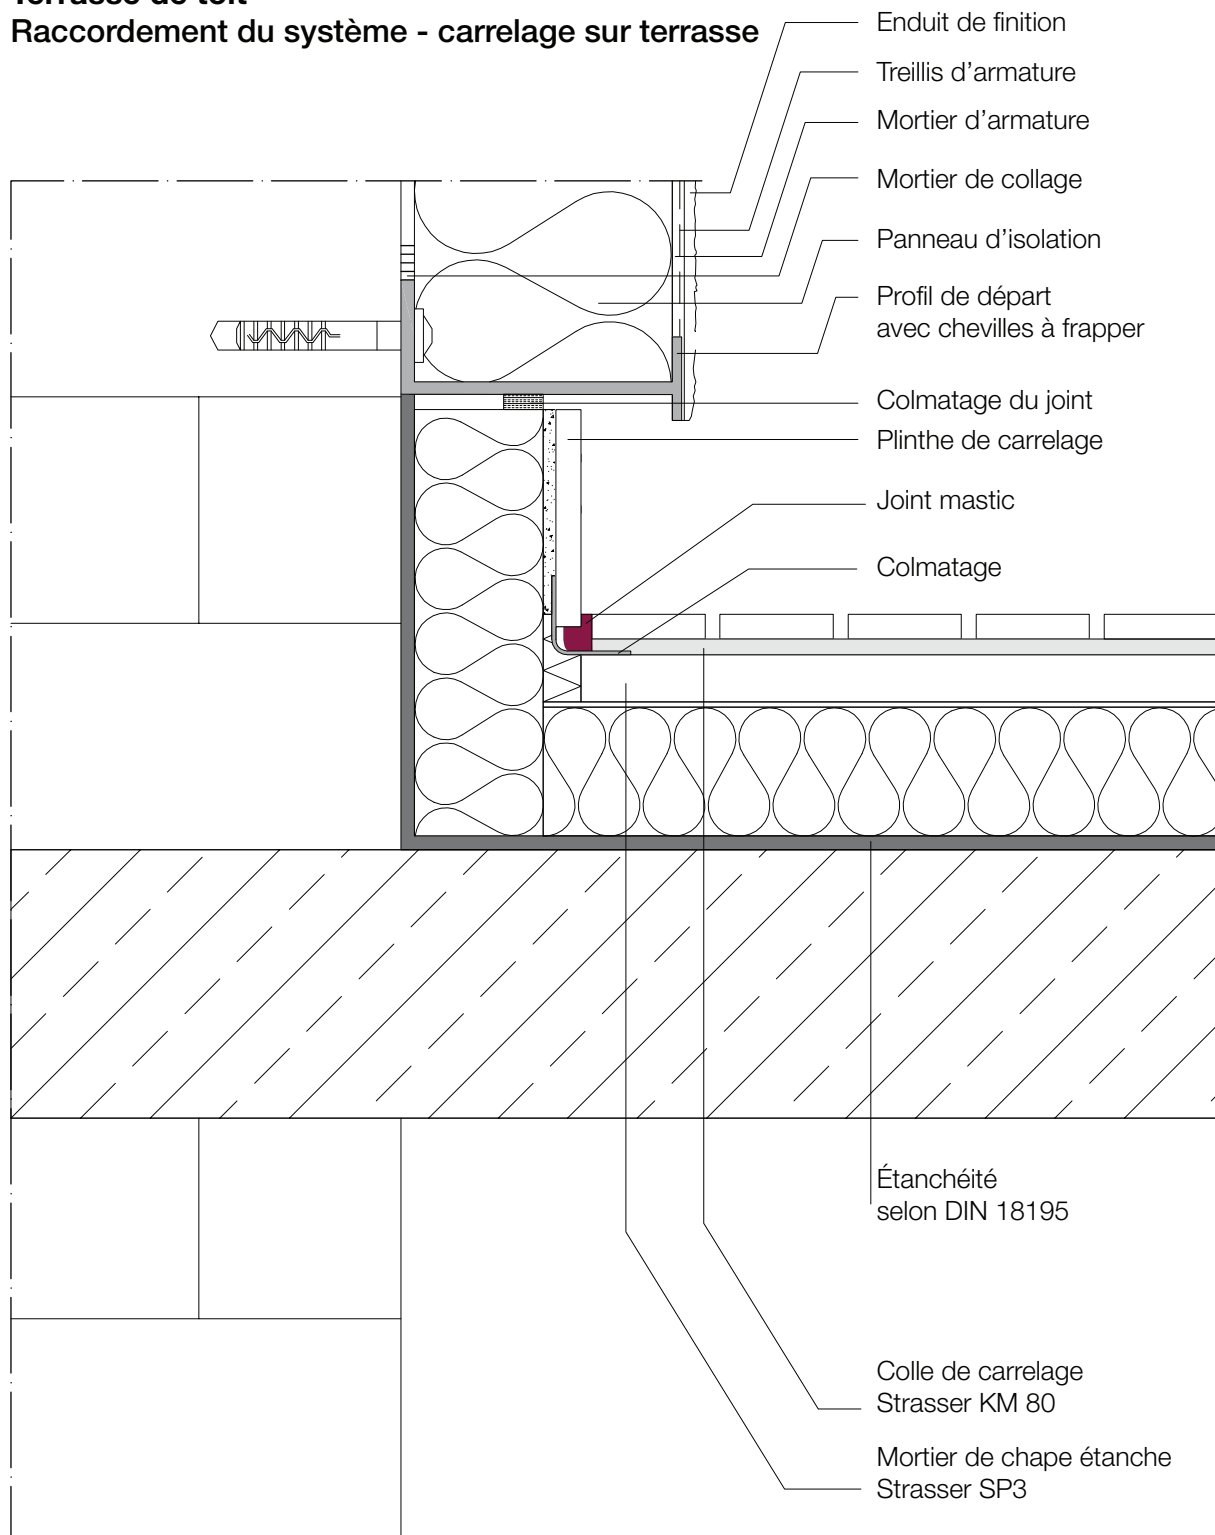 Terrasse de toit
Raccordement du système - carrelage sur terrasse
Enduit de finition
Treillis d’armature
Mortier d’armature
Mortier de collage
Panneau d’isolation
Profil de départ
avec chevilles à frapper
Colmatage du joint
Plinthe de carrelage
Joint mastic
Colmatage
Étanchéité
selon DIN 18195
Colle de carrelage
Strasser KM 80
Mortier de chape étanche
Strasser SP3